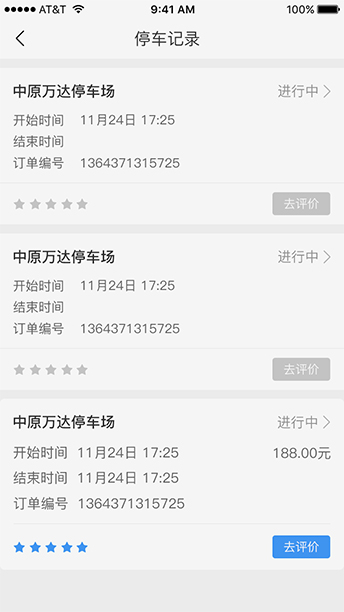 AT&T 9:41 AM 100%
停车记录
中原万达停车场 进行中
开始时间 11月24日 17:25
结束时间
订单编号 1364371315725
去评价
中原万达停车场 进行中
开始时间 11月24日 17:25
结束时间
订单编号 1364371315725
去评价
中原万达停车场 进行中
开始时间 11月24日 17:25 188.00元
结束时间 11月24日 17:25
订单编号 1364371315725
去评价